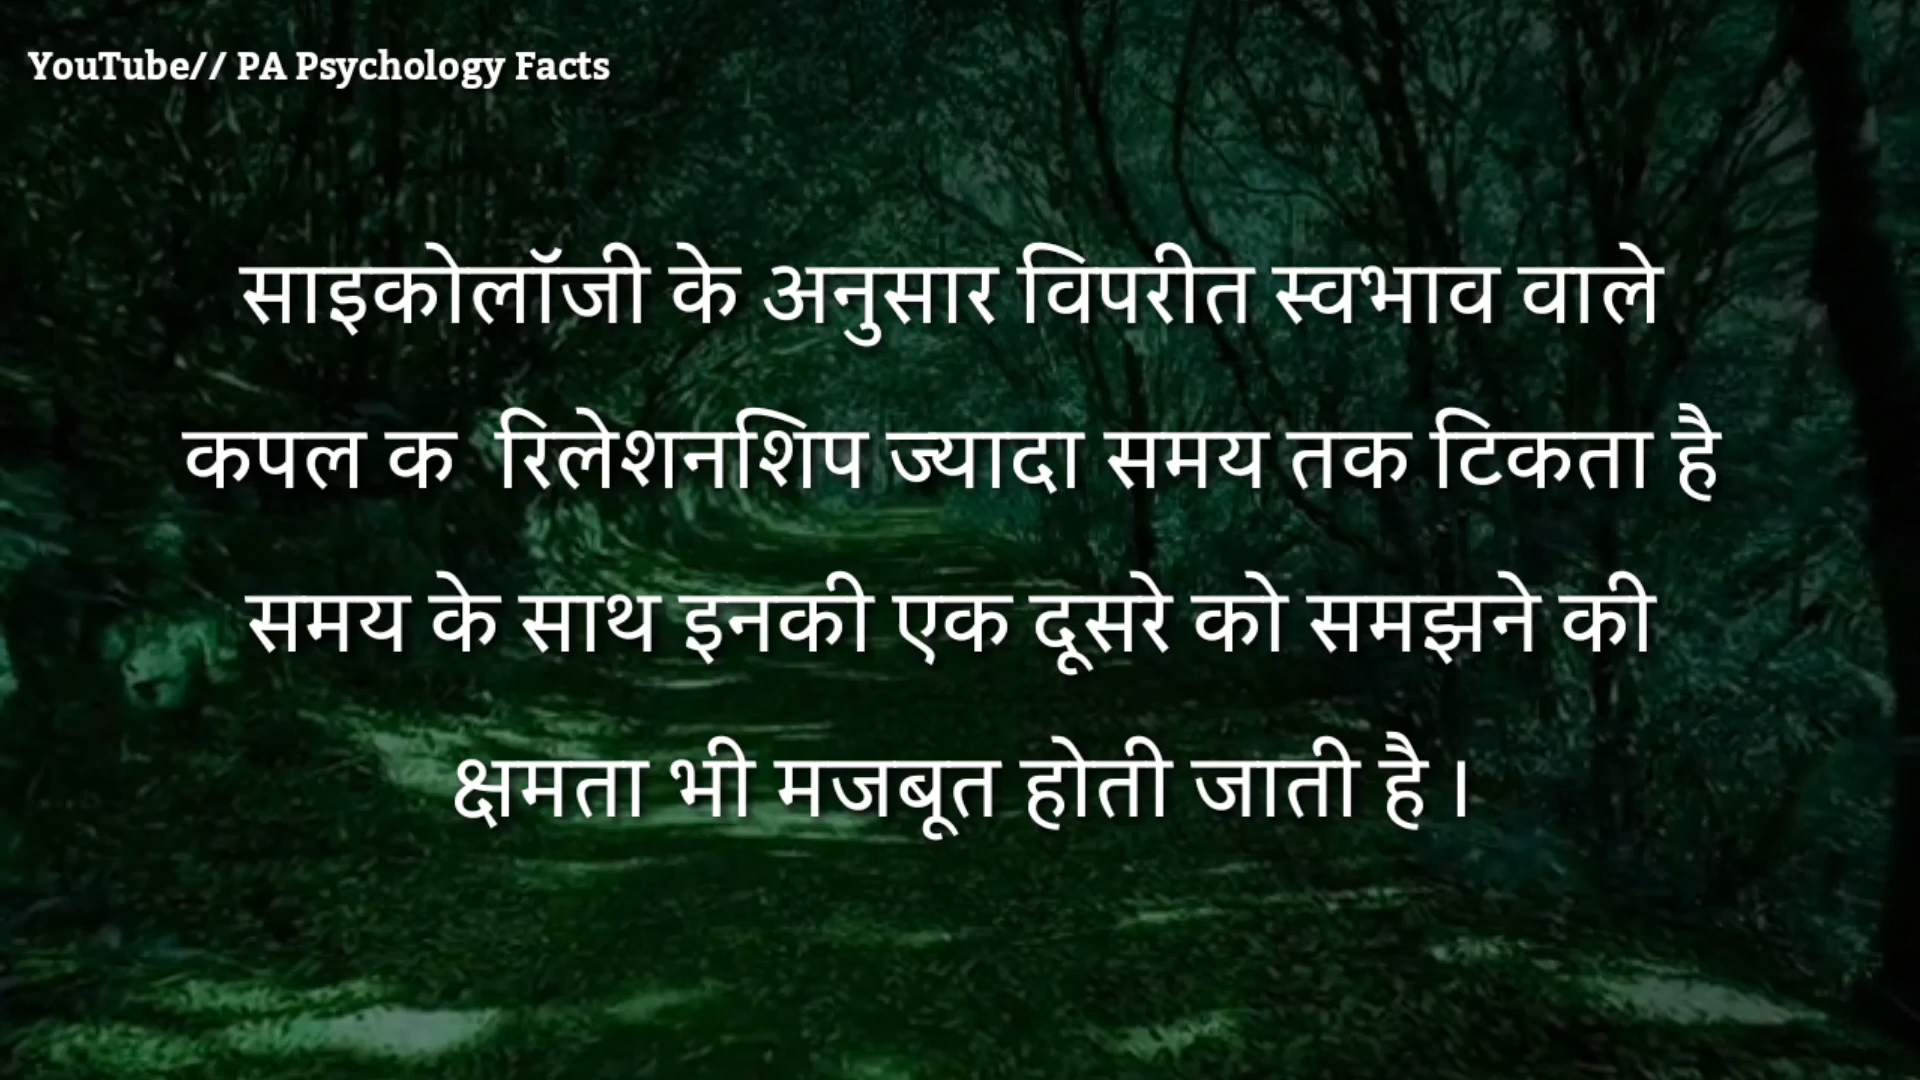 YouTube// PA Psychology Facts
साइकोलॉजी के अनुसार विपरीत स्वभाव वाले
कपल क  रिलेशनशिप ज्यादा समय तक टिकता है
समय के साथ इनकी एक दूसरे को समझने की
क्षमता भी मजबूत होती जाती है ।